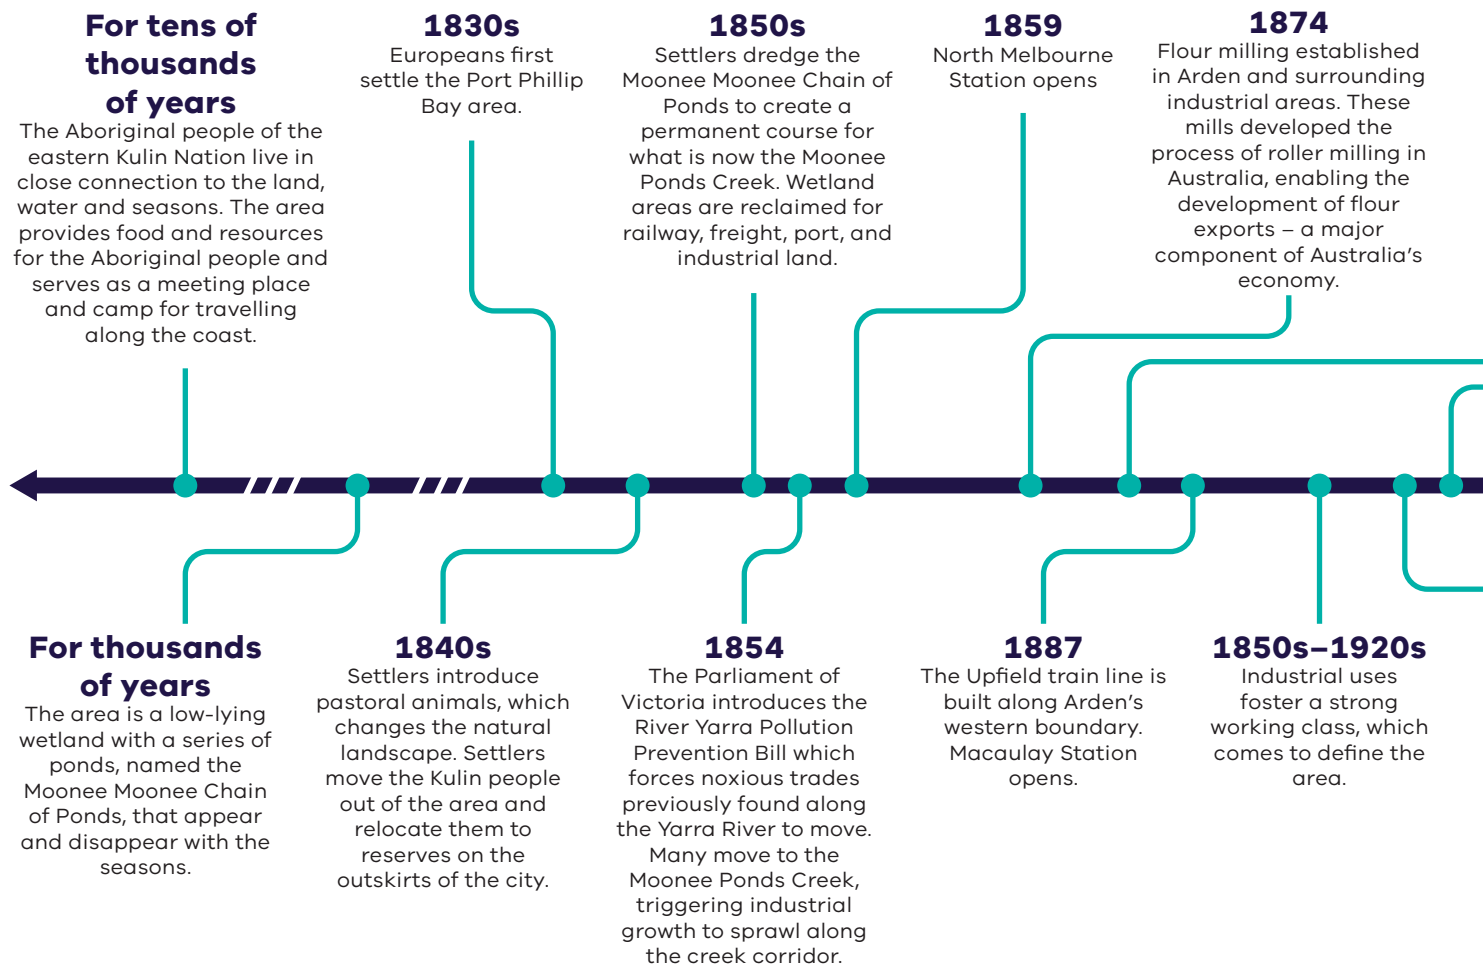 For tens of
thousands
of years
The Aboriginal people of the
eastern Kulin Nation live in
close connection to the land,
water and seasons. The area
provides food and resources
for the Aboriginal people and
serves as a meeting place
and camp for travelling
along the coast.
1830s
Europeans first
settle the Port Phillip
Bay area.
1850s
Settlers dredge the
Moonee Moonee Chain of
Ponds to create a
permanent course for
what is now the Moonee
Ponds Creek. Wetland
areas are reclaimed for
railway, freight, port, and
industrial land.
1859
North Melbourne
Station opens
1874
Flour milling established
in Arden and surrounding
industrial areas. These
mills developed the
process of roller milling in
Australia, enabling the
development of flour
exports – a major
component of Australia’s
economy.
For thousands
of years
The area is a low-lying
wetland with a series of
ponds, named the
Moonee Moonee Chain
of Ponds, that appear
and disappear with the
seasons.
1840s
Settlers introduce
pastoral animals, which
changes the natural
landscape. Settlers
move the Kulin people
out of the area and
relocate them to
reserves on the
outskirts of the city.
1854
The Parliament of
Victoria introduces the
River Yarra Pollution
Prevention Bill which
forces noxious trades
previously found along
the Yarra River to move.
Many move to the
Moonee Ponds Creek,
triggering industrial
growth to sprawl along
the creek corridor.
1887
The Upfield train line is
built along Arden’s
western boundary.
Macaulay Station
opens.
1850s–1920s
Industrial uses
foster a strong
working class, which
comes to define the
area.